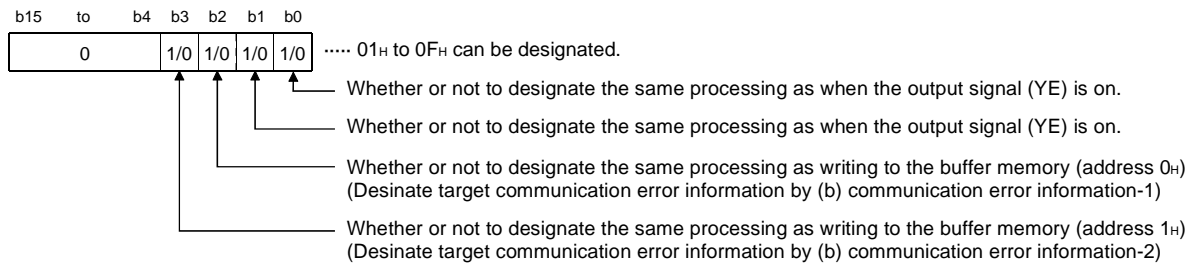 b15 to b4 b3 b2 b1 b0
0 1/0 1/0 1/0 1/0 ····· 01H to 0FH can be designated.
Whether or not to designate the same processing as when the output signal (YE) is on.
Whether or not to designate the same processing as when the output signal (YE) is on.
Whether or not to designate the same processing as writing to the buffer memory (address 0H)
(Desinate target communication error information by (b) communication error information-1)
Whether or not to designate the same processing as writing to the buffer memory (address 1H)
(Desinate target communication error information by (b) communication error information-2)